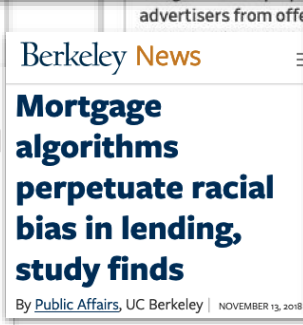 advertisers from offe
Berkeley News
Mortgage
algorithms
perpetuate racial
bias in lending,
study finds
By Public Affairs, UC Berkeley | NOVEMBER 13, 2018